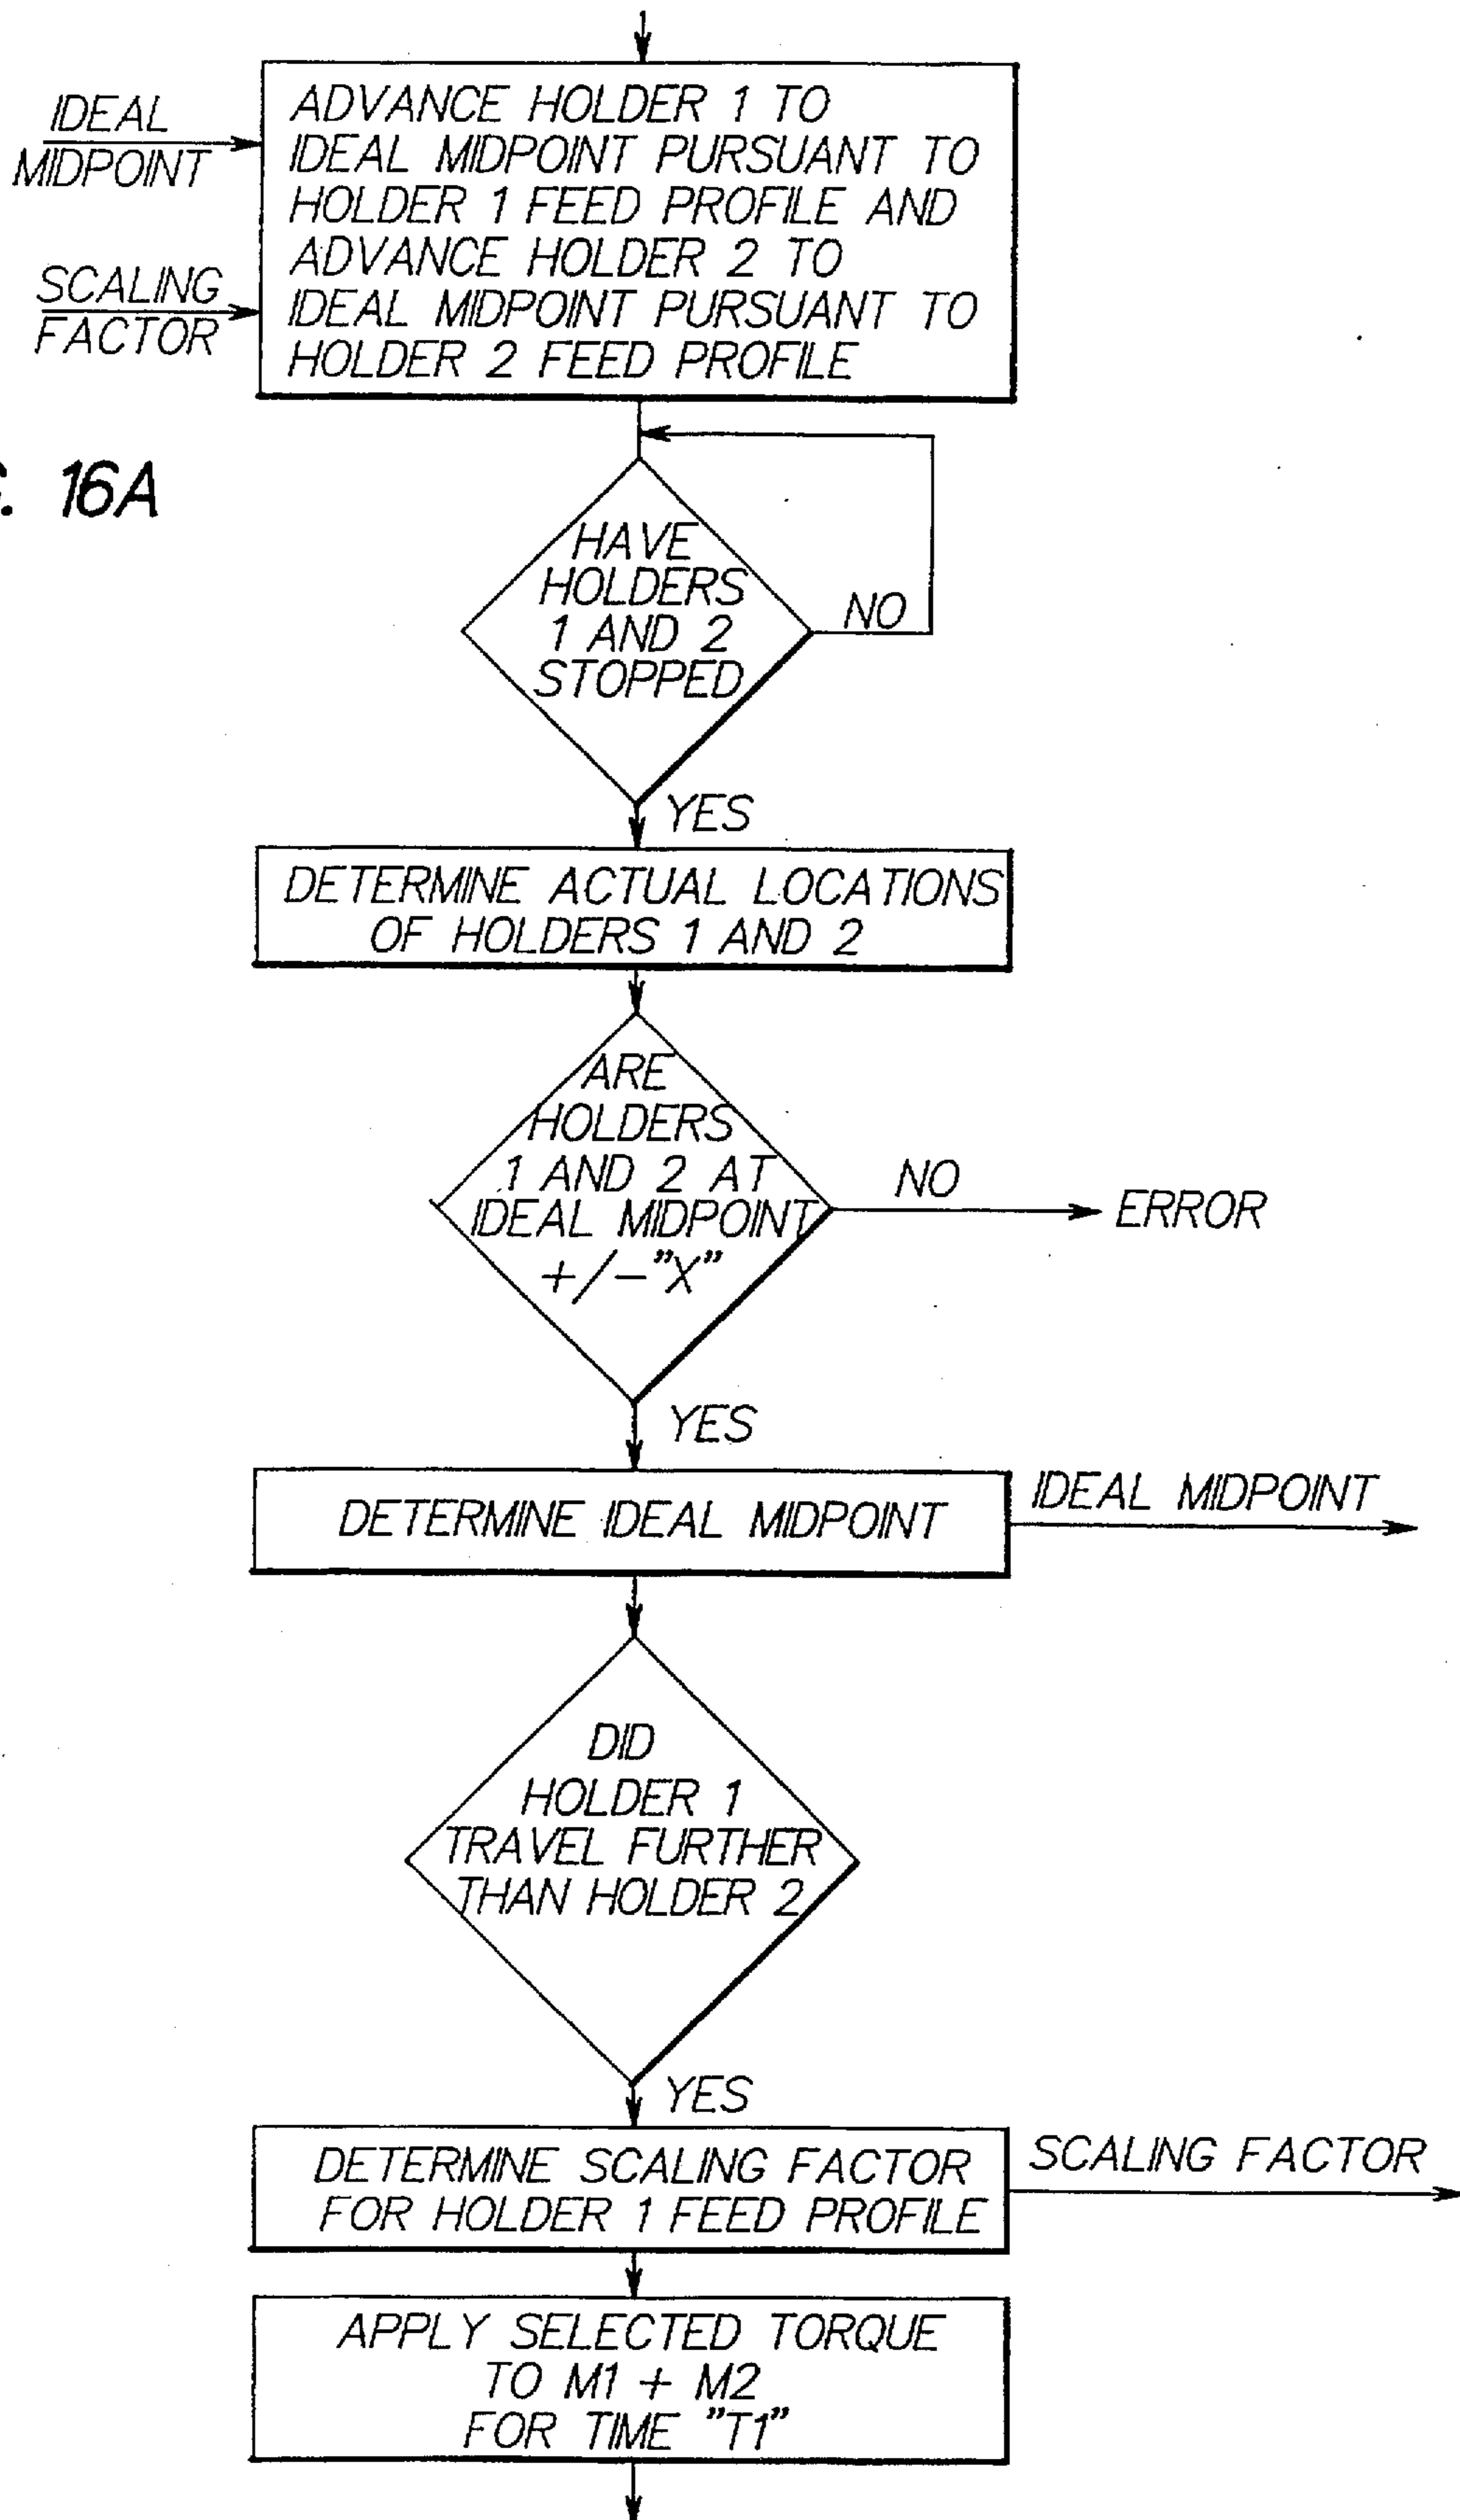 IDEAL
MIDPOINT
SCALING
FACTOR
ADVANCE HOLDER 1 TO
IDEAL MIDPOINT PURSUANT TO
HOLDER 1 FEED PROFILE AND
ADVANCE HOLDER 2 TO
IDEAL MIDPOINT PURSUANT TO
HOLDER 2 FEED PROFILE
16A
HAVE
HOLDERS
1 AND 2
STOPPED
NO
YES
DETERMINE ACTUAL LOCATIONS
OF HOLDERS 1 AND 2
ARE
HOLDERS
1 AND 2 AT
IDEAL MIDPOINT
+/-"X"
NO
ERROR
YES
DETERMINE IDEAL MIDPOINT
IDEAL MIDPOINT
DID
HOLDER 1
TRAVEL FURTHER
THAN HOLDER 2
YES
DETERMINE SCALING FACTOR
FOR HOLDER 1 FEED PROFILE
SCALING FACTOR
APPLY SELECTED TORQUE
TO M1 + M2
FOR TIME "T1"